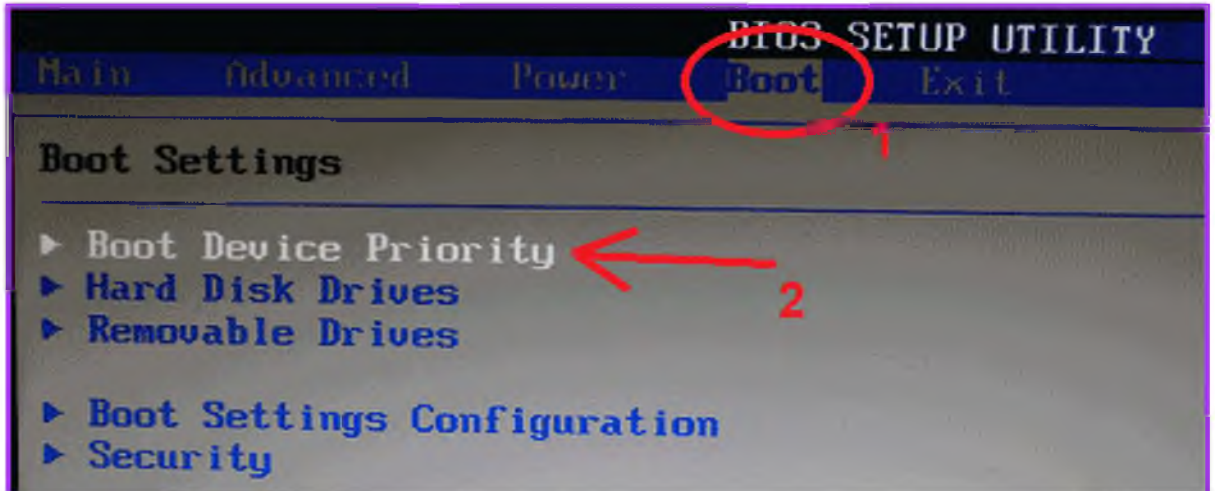 BIOS SETUP UTILITY
Main Advanced Power Boot Exit
1
Boot Settings
▶ Boot Device Priority
2
▶ Hard Disk Drives
▶ Removable Drives
▶ Boot Settings Configuration
▶ Security